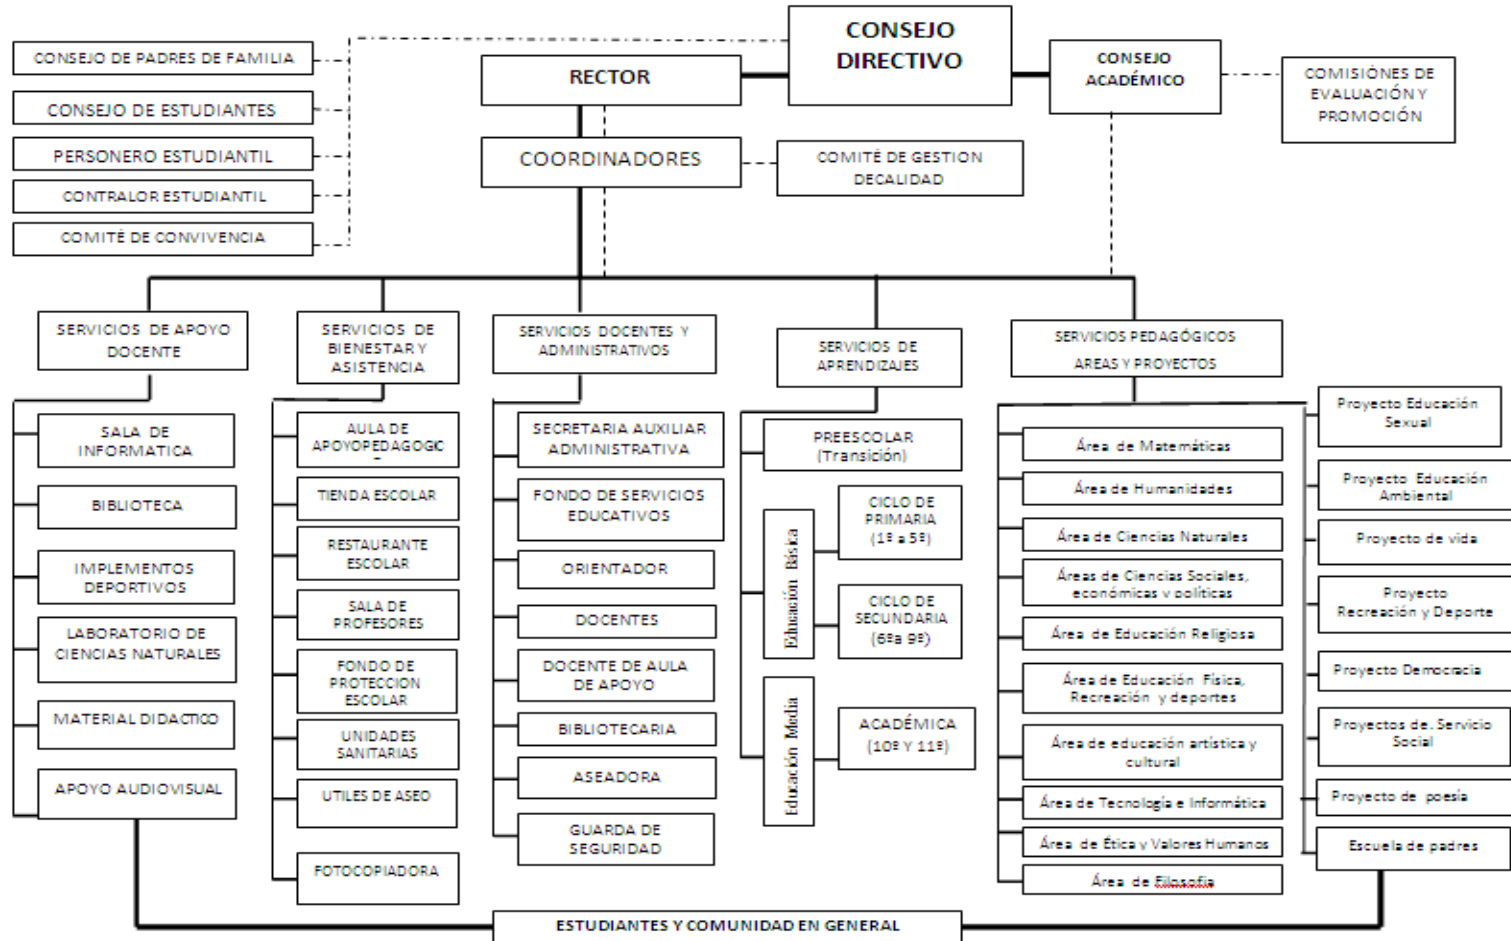 CONSEJO
DIRECTIVO
CONSEJO DE PADRES DE FAMILIA
CONSEJO DE ESTUDIANTES
PERSONERO ESTUDIANTIL
CONTRALOR ESTUDIANTIL
COMITÉ DE CONVIVENCIA
RECTOR
CONSEJO
ACADÉMICO
COMISIÓNES DE
EVALUACIÓN Y
PROMOCIÓN
COORDINADORES
COMITÉ DE GESTION
DECALIDAD
SERVICIOS DE APOYO
DOCENTE
SALA DE
INFORMATICA
BIBLIOTECA
IMPLEMENTOS
DEPORTIVOS
LABORATORIO DE
CIENCIAS NATURALES
MATERIAL DIDACTICO
APOYO AUDIOVISUAL
SERVICIOS DE
BIENESTAR Y
ASISTENCIA
AULA DE
APOYOPEDAGOGIC
TIENDA ESCOLAR
RESTAURANTE
ESCOLAR
SALA DE
PROFESORES
FONDO DE
PROTECCION
ESCOLAR
UNIDADES
SANITARIAS
UTILES DE ASEO
FOTOCOPIADORA
SERVICIOS DOCENTES Y
ADMINISTRATIVOS
SECRETARIA AUXILIAR
ADMINISTRATIVA
FONDO DE SERVICIOS
EDUCATIVOS
ORIENTADOR
DOCENTES
DOCENTE DE AULA
DE APOYO
BIBLIOTECARIA
ASEADORA
GUARDA DE
SEGURIDAD
SERVICIOS DE
APRENDIZAJES
PREESCOLAR
(Transición)
Educación Básica
CICLO DE
PRIMARIA
(1º a 5º)
CICLO DE
SECUNDARIA
(6ºa 9º)
Educación Media
ACADÉMICA
(10º Y 11º)
SERVICIOS PEDAGÓGICOS
AREAS Y PROYECTOS
Área de Matemáticas
Área de Humanidades
Área de Ciencias Naturales
Áreas de Ciencias Sociales,
económicas y políticas
Área de Educación Religiosa
Área de Educación Física,
Recreación y deportes
Área de educación artística y
cultural
Área de Tecnología e Informática
Área de Ética y Valores Humanos
Área de Filosofia
Proyecto Educación
Sexual
Proyecto Educación
Ambiental
Proyecto de vida
Proyecto
Recreación y Deporte
Proyecto Democracia
Proyectos de. Servicio
Social
Proyecto de poesía
Escuela de padres
ESTUDIANTES Y COMUNIDAD EN GENERAL